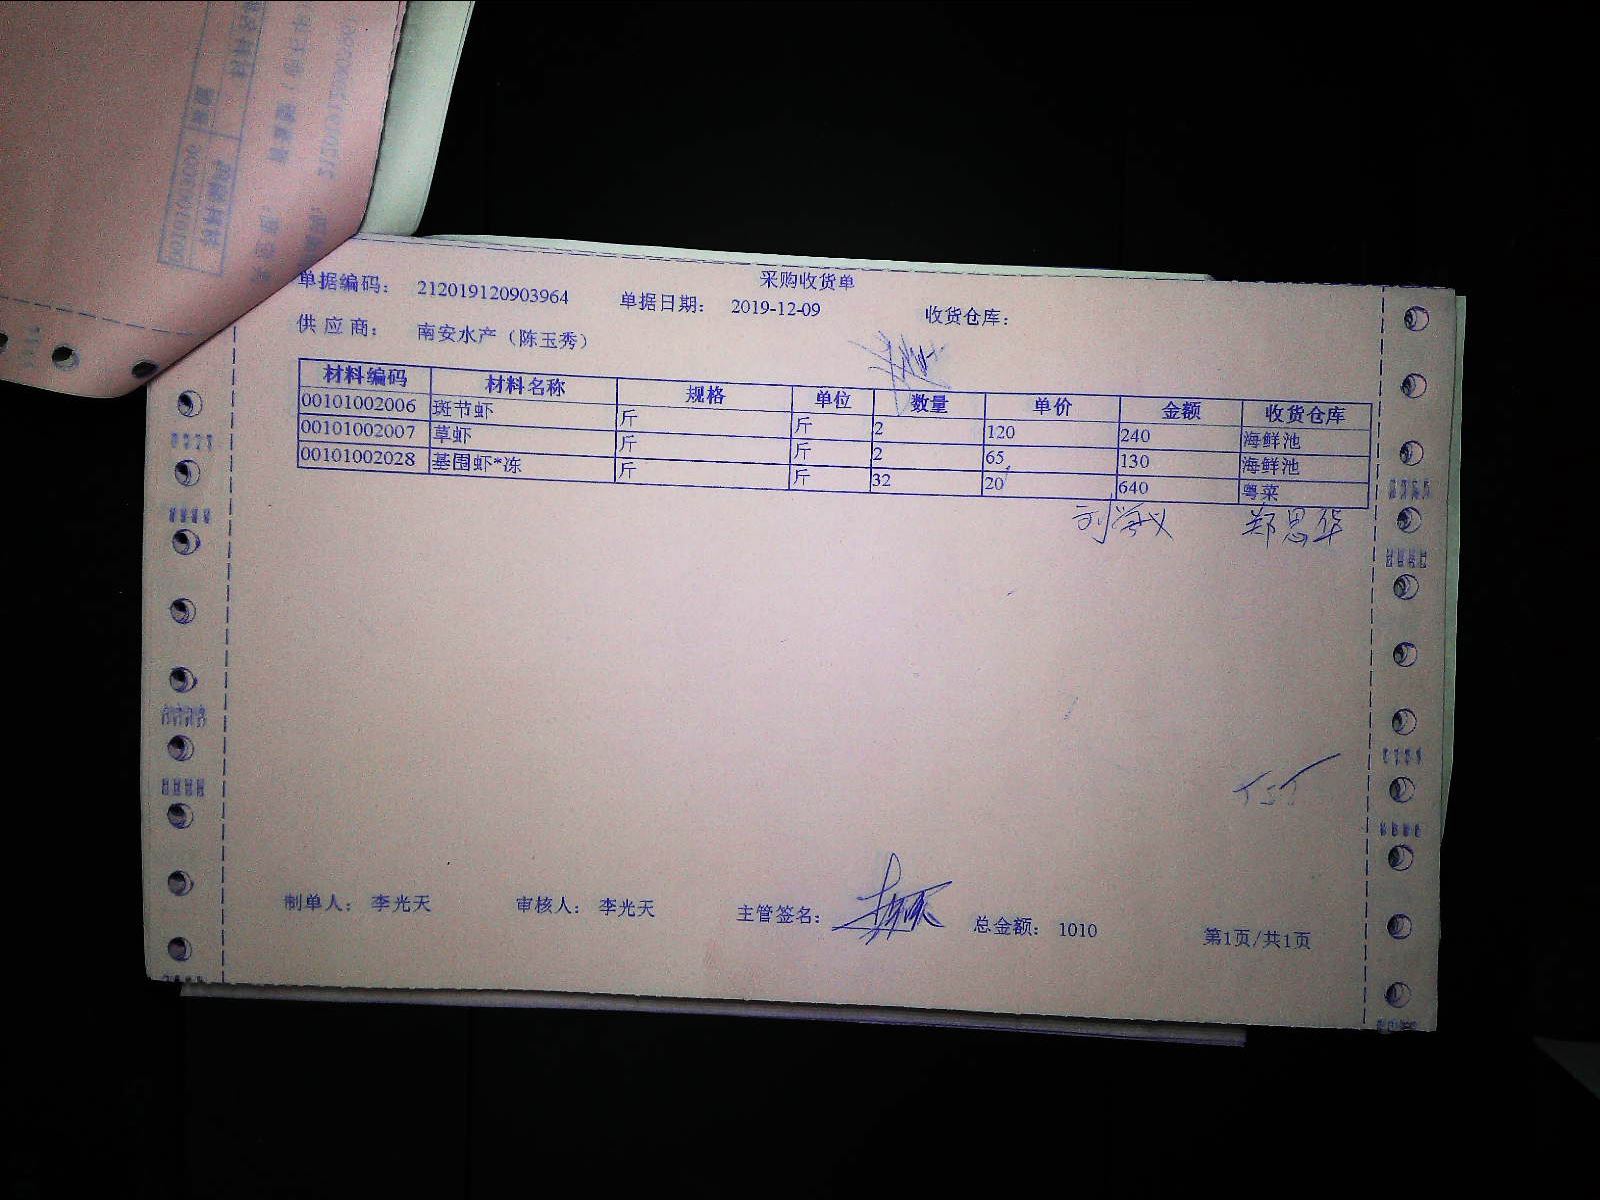 采购收货单
单据编码： 212019120903964 单据日期： 2019-12-09 收货仓库：
供应商： 南安水产（陈玉秀）
材料编码 材料名称 规格 单位 数量 单价 金额 收货仓库
00101002006 斑节虾 斤 斤 2 120 240 海鲜池
00101002007 草虾 斤 斤 2 65 130 海鲜池
00101002028 基围虾*冻 斤 斤 32 20 640 粤菜
郑思华
制单人： 李光天 审核人： 李光天 主管签名： 总金额： 1010 第1页/共1页